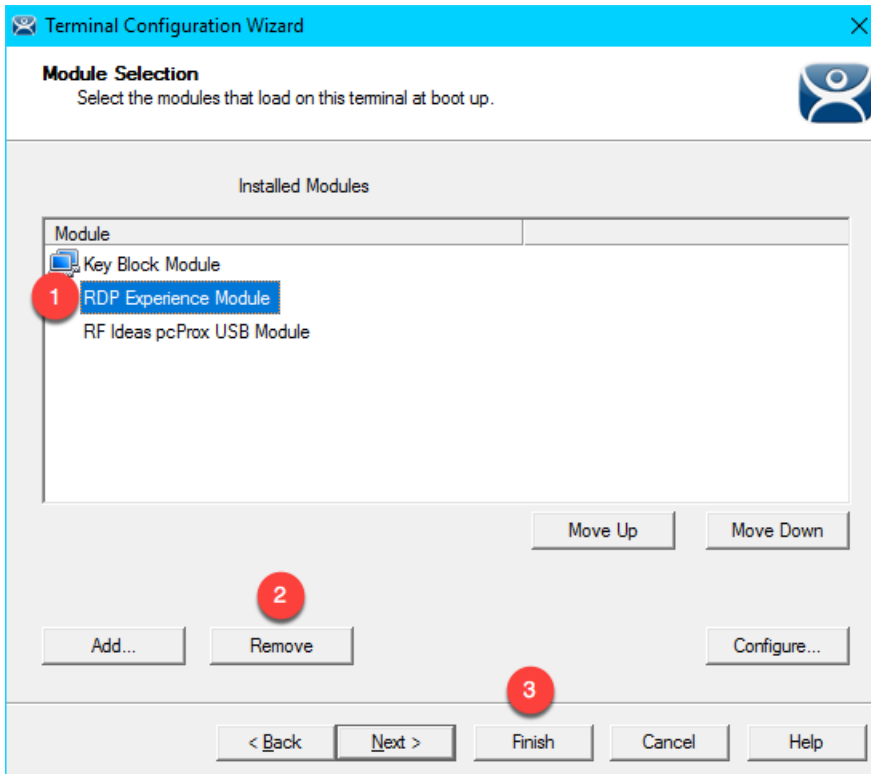 Terminal Configuration Wizard
Module Selection
Select the modules that load on this terminal at boot up.
Installed Modules
Module
Key Block Module
1 RDP Experience Module
RF Ideas pcProx USB Module
Move Up Move Down
2
Add... Remove Configure...
3
< Back Next > Finish Cancel Help